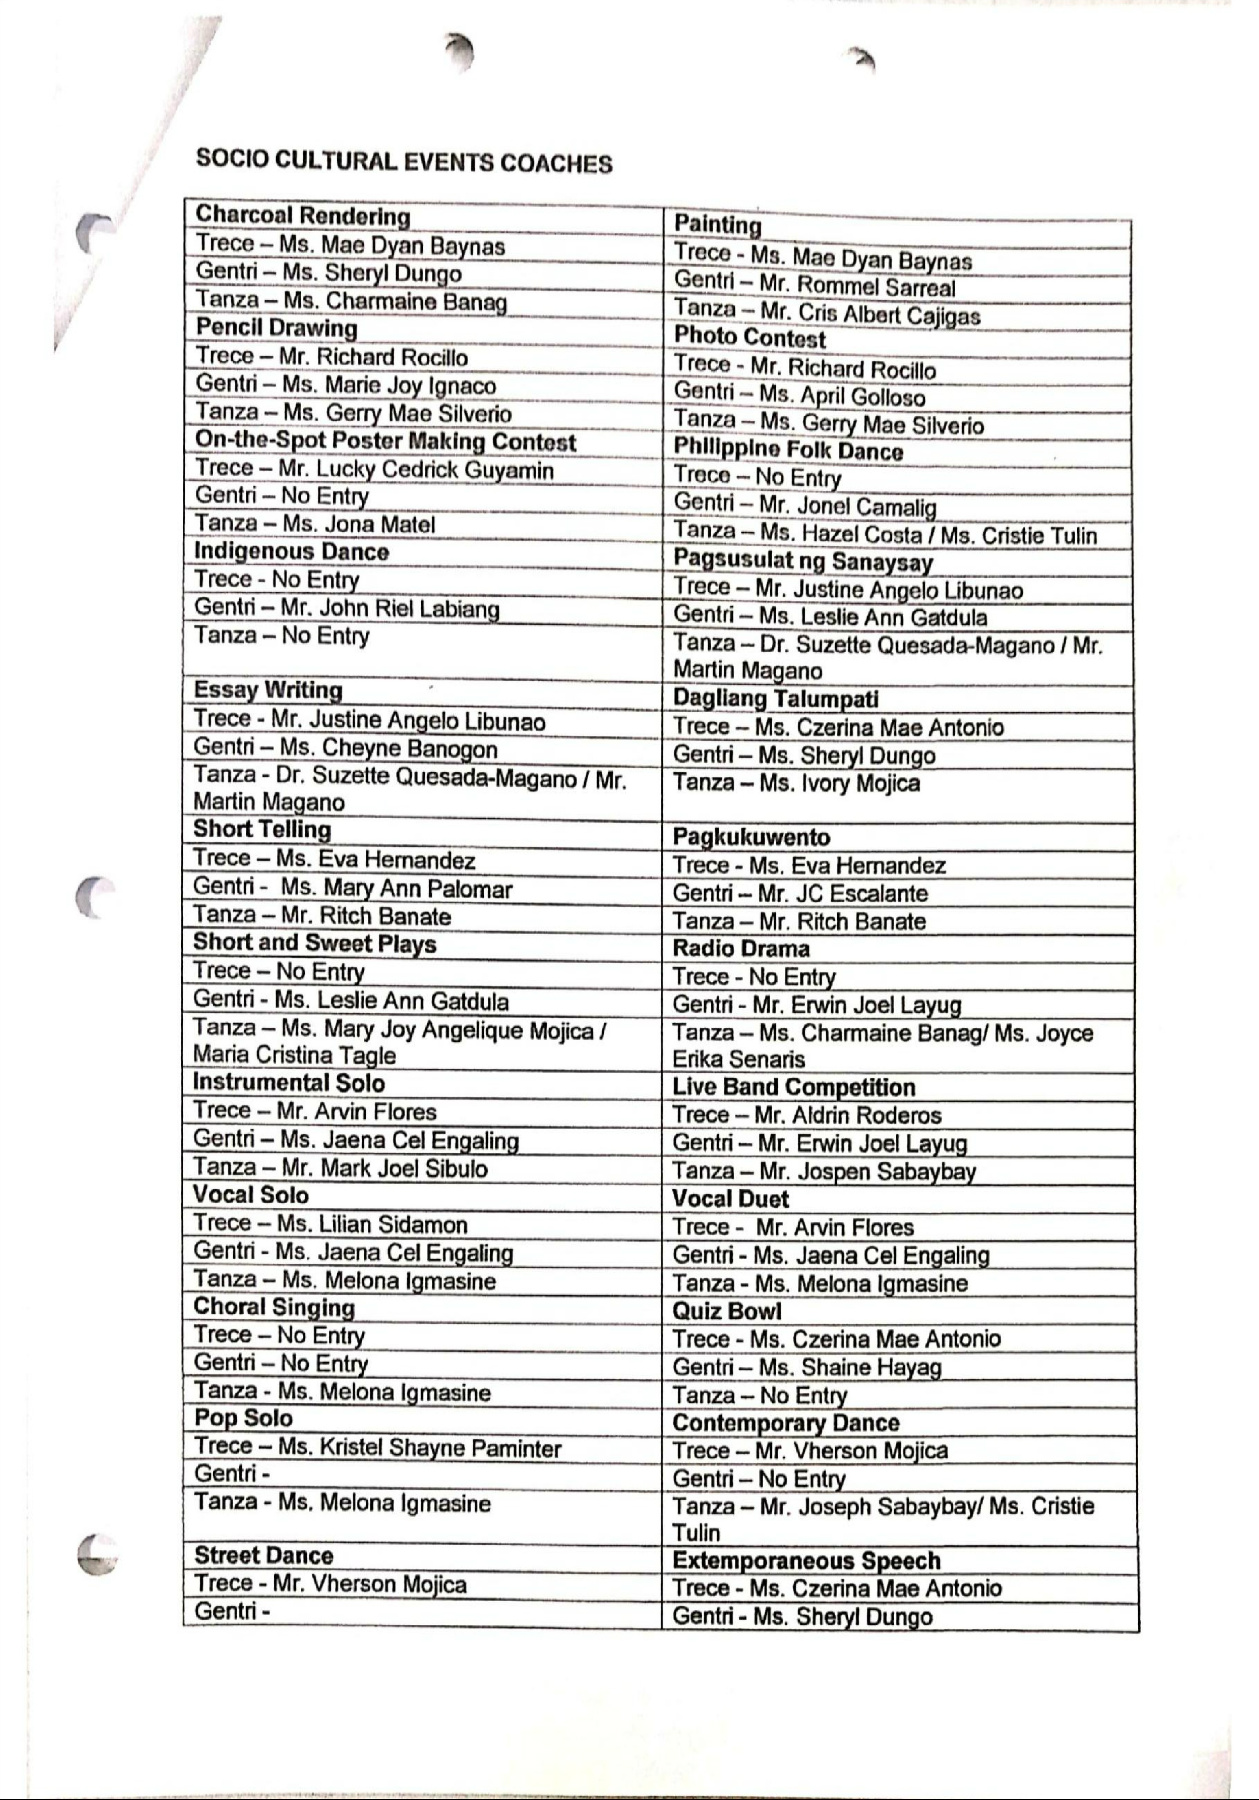 SOCIO CULTURAL EVENTS COACHES
Charcoal Rendering
Trece – Ms. Mae Dyan Baynas
Gentri – Ms. Sheryl Dungo
Tanza – Ms. Charmaine Banag
Pencil Drawing
Trece – Mr. Richard Rocillo
Gentri – Ms. Marie Joy Ignaco
Tanza – Ms. Gerry Mae Silverio
On-the-Spot Poster Making Contest
Trece – Mr. Lucky Cedrick Guyamin
Gentri – No Entry
Tanza – Ms. Jona Matel
Indigenous Dance
Trece - No Entry
Gentri – Mr. John Riel Labiang
Tanza – No Entry
Essay Writing
Trece - Mr. Justine Angelo Libunao
Gentri – Ms. Cheyne Banogon
Tanza - Dr. Suzette Quesada-Magano / Mr.
Martin Magano
Short Telling
Trece – Ms. Eva Hernandez
Gentri - Ms. Mary Ann Palomar
Tanza – Mr. Ritch Banate
Short and Sweet Plays
Trece – No Entry
Gentri - Ms. Leslie Ann Gatdula
Tanza – Ms. Mary Joy Angelique Mojica /
Maria Cristina Tagle
Instrumental Solo
Trece – Mr. Arvin Flores
Gentri – Ms. Jaena Cel Engaling
Tanza – Mr. Mark Joel Sibulo
Vocal Solo
Trece – Ms. Lilian Sidamon
Gentri - Ms. Jaena Cel Engaling
Tanza – Ms. Melona Igmasine
Choral Singing
Trece – No Entry
Gentri – No Entry
Tanza - Ms. Melona Igmasine
Pop Solo
Trece – Ms. Kristel Shayne Paminter
Gentri -
Tanza - Ms. Melona Igmasine
Street Dance
Trece - Mr. Vherson Mojica
Gentri -
Painting
Trece - Ms. Mae Dyan Baynas
Gentri – Mr. Rommel Sarreal
Tanza – Mr. Cris Albert Cajigas
Photo Contest
Trece - Mr. Richard Rocillo
Gentri – Ms. April Golloso
Tanza – Ms. Gerry Mae Silverio
Philippine Folk Dance
Trece – No Entry
Gentri – Mr. Jonel Camalig
Tanza – Ms. Hazel Costa / Ms. Cristie Tulin
Pagsusulat ng Sanaysay
Trece – Mr. Justine Angelo Libunao
Gentri – Ms. Leslie Ann Gatdula
Tanza – Dr. Suzette Quesada-Magano / Mr.
Martin Magano
Dagliang Talumpati
Trece – Ms. Czerina Mae Antonio
Gentri – Ms. Sheryl Dungo
Tanza – Ms. Ivory Mojica
Pagkukuwento
Trece - Ms. Eva Hernandez
Gentri – Mr. JC Escalante
Tanza – Mr. Ritch Banate
Radio Drama
Trece - No Entry
Gentri - Mr. Erwin Joel Layug
Tanza – Ms. Charmaine Banag/ Ms. Joyce
Erika Senaris
Live Band Competition
Trece – Mr. Aldrin Roderos
Gentri – Mr. Erwin Joel Layug
Tanza – Mr. Jospen Sabaybay
Vocal Duet
Trece - Mr. Arvin Flores
Gentri - Ms. Jaena Cel Engaling
Tanza - Ms. Melona Igmasine
Quiz Bowl
Trece - Ms. Czerina Mae Antonio
Gentri – Ms. Shaine Hayag
Tanza – No Entry
Contemporary Dance
Trece – Mr. Vherson Mojica
Gentri – No Entry
Tanza – Mr. Joseph Sabaybay/ Ms. Cristie
Tulin
Extemporaneous Speech
Trece - Ms. Czerina Mae Antonio
Gentri - Ms. Sheryl Dungo